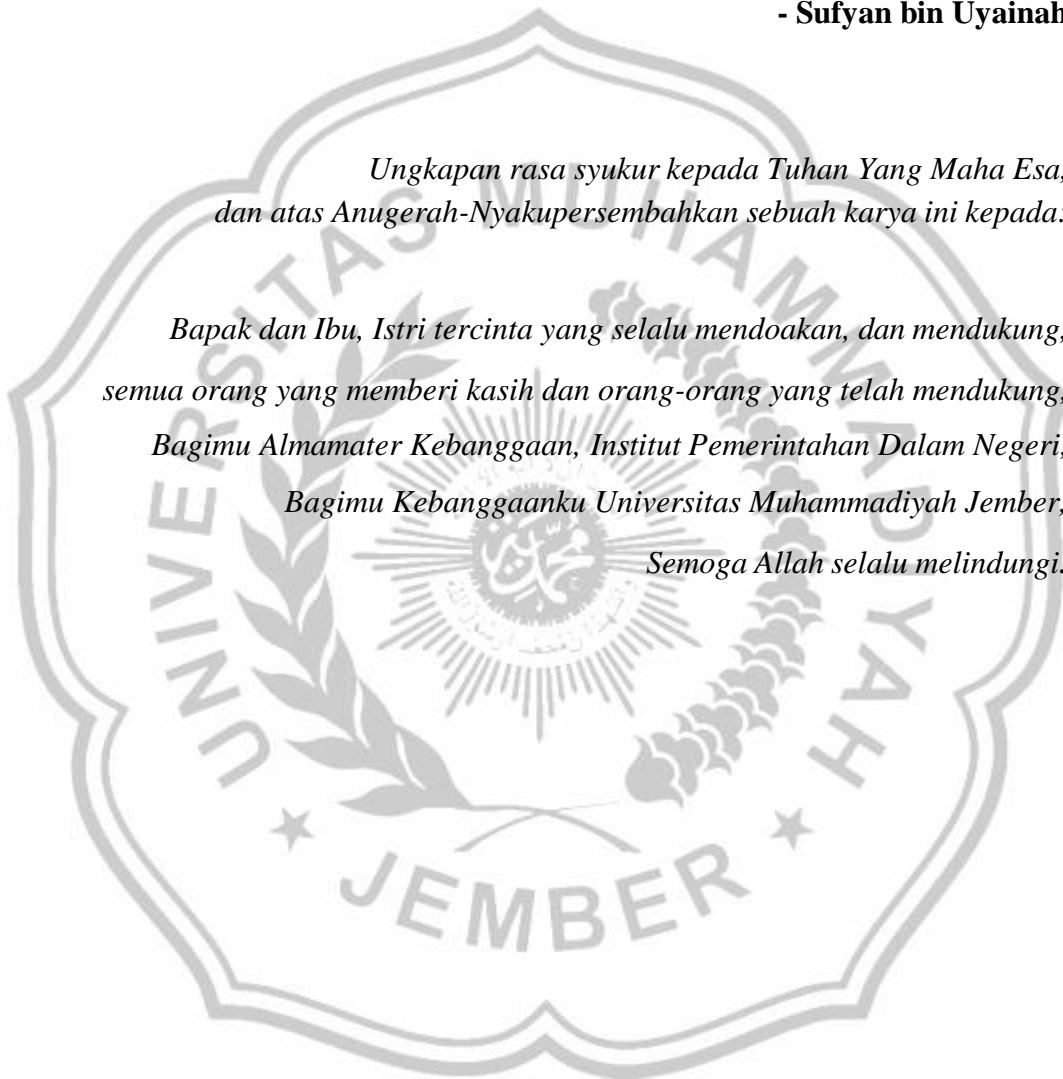 - Sufyan bin Uyainah
Ungkapan rasa syukur kepada Tuhan Yang Maha Esa,
dan atas Anugerah-Nyakupersembahkan sebuah karya ini kepada:
Bapak dan Ibu, Istri tercinta yang selalu mendoakan, dan mendukung,
semua orang yang memberi kasih dan orang-orang yang telah mendukung,
Bagimu Almamater Kebanggaan, Institut Pemerintahan Dalam Negeri,
Bagimu Kebanggaanku Universitas Muhammadiyah Jember,
Semoga Allah selalu melindungi.
UNIVERSITAS MUHAMMADIYAH
JEMBER